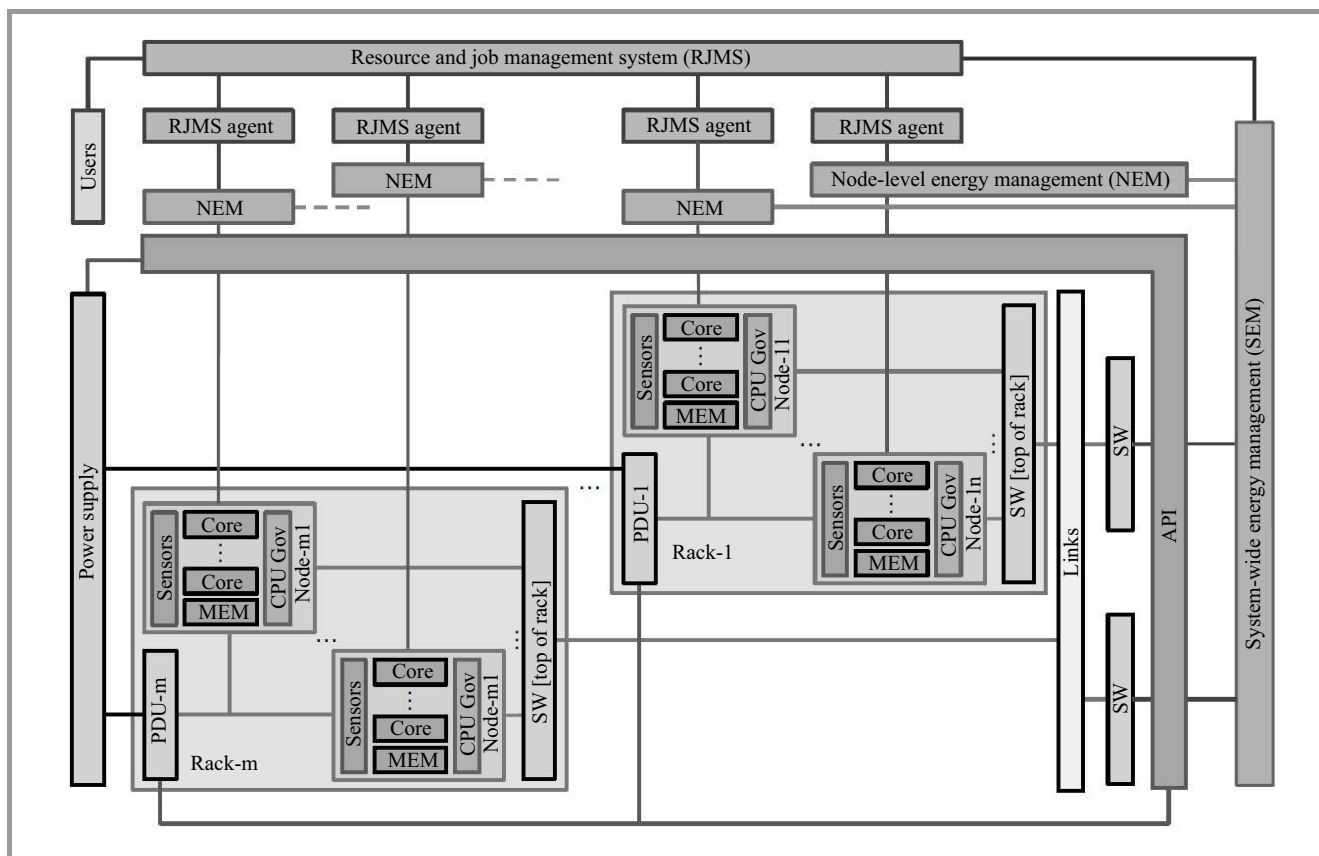 Resource and job management system (RJMS)
Users
RJMS agent
RJMS agent
RJMS agent
RJMS agent
NEM
NEM
NEM
Node-level energy management (NEM)
System-wide energy management (SEM)
API
Power supply
Sensors
Core
...
Core
MEM
CPU Gov
Node-11
...
Sensors
Core
...
Core
MEM
CPU Gov
Node-1n
...
SW [top of rack]
PDU-1
Rack-1
...
Links
SW
SW
Sensors
Core
...
Core
MEM
CPU Gov
Node-m1
...
Sensors
Core
...
Core
MEM
CPU Gov
Node-m1
...
SW [top of rack]
PDU-m
Rack-m